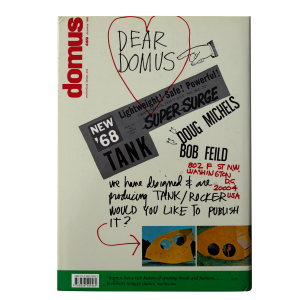 domus
DEAR
DOMUS
Lightweight! Safe! Powerful!
SUPER SURGE
NEW
'68
TANK
DOUG MICHELS
BOB FEILD
802 F ST NW
WASHINGTON
D.C.
20004
USA
we have designed & are
producing TANK/ROCKER
WOULD YOU LIKE TO PUBLISH
IT?